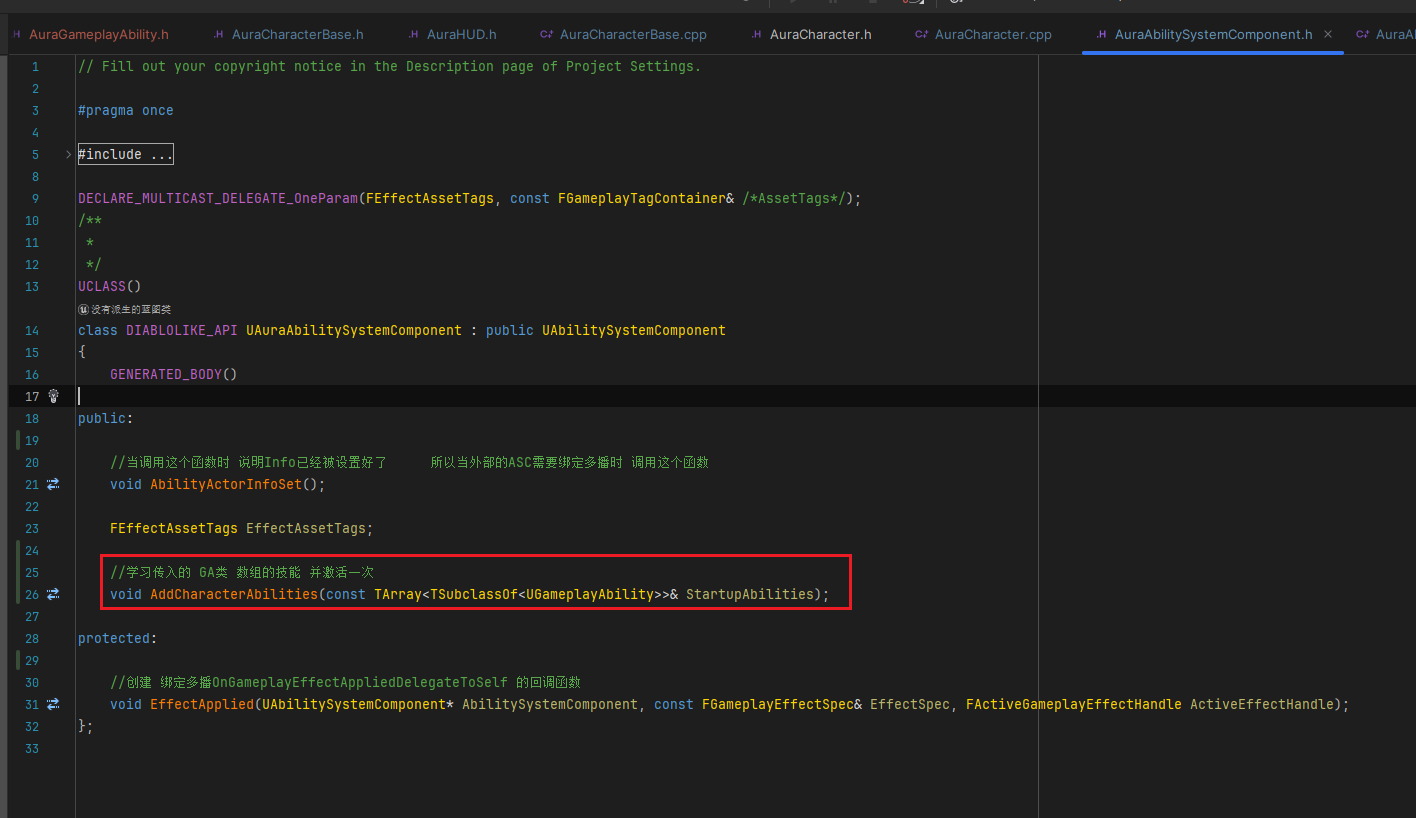 AuraGameplayAbility.h .H AuraCharacterBase.h .H AuraHUD.h C++ AuraCharacterBase.cpp .H AuraCharacter.h C++ AuraCharacter.cpp .H AuraAbilitySystemComponent.h × C++
1 // Fill out your copyright notice in the Description page of Project Settings.
2
3 #pragma once
4
5 #include ...
8
9 DECLARE_MULTICAST_DELEGATE_OneParam(FEffectAssetTags, const FGameplayTagContainer& /*AssetTags*/);
10 /**
11 *
12 */
13 UCLASS()
没有派生的蓝图类
14 class DIABLOLIKE_API UAuraAbilitySystemComponent : public UAbilitySystemComponent
15 {
16 GENERATED_BODY()
17
18 public:
19
20 //当调用这个函数时 说明Info已经被设置好了 所以当外部的ASC需要绑定多播时 调用这个函数
21 void AbilityActorInfoSet();
22
23 FEffectAssetTags EffectAssetTags;
24
25 //学习传入的 GA类 数组的技能 并激活一次
26 void AddCharacterAbilities(const TArray<TSubclassOf<UGameplayAbility>>& StartupAbilities);
27
28 protected:
29
30 //创建 绑定多播OnGameplayEffectAppliedDelegateToSelf 的回调函数
31 void EffectApplied(UAbilitySystemComponent* AbilitySystemComponent, const FGameplayEffectSpec& EffectSpec, FActiveGameplayEffectHandle ActiveEffectHandle);
32 };
33